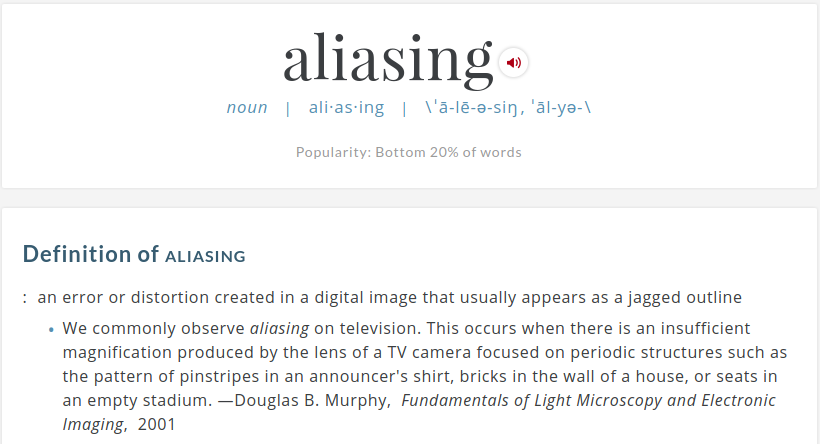 aliasing
noun | ali·as·ing | \ˈā-lē-ə-siŋ, ˈāl-yə-\
Popularity: Bottom 20% of words
Definition of ALIASING
: an error or distortion created in a digital image that usually appears as a jagged outline
• We commonly observe aliasing on television. This occurs when there is an insufficient
magnification produced by the lens of a TV camera focused on periodic structures such as
the pattern of pinstripes in an announcer's shirt, bricks in the wall of a house, or seats in
an empty stadium. —Douglas B. Murphy, Fundamentals of Light Microscopy and Electronic
Imaging, 2001